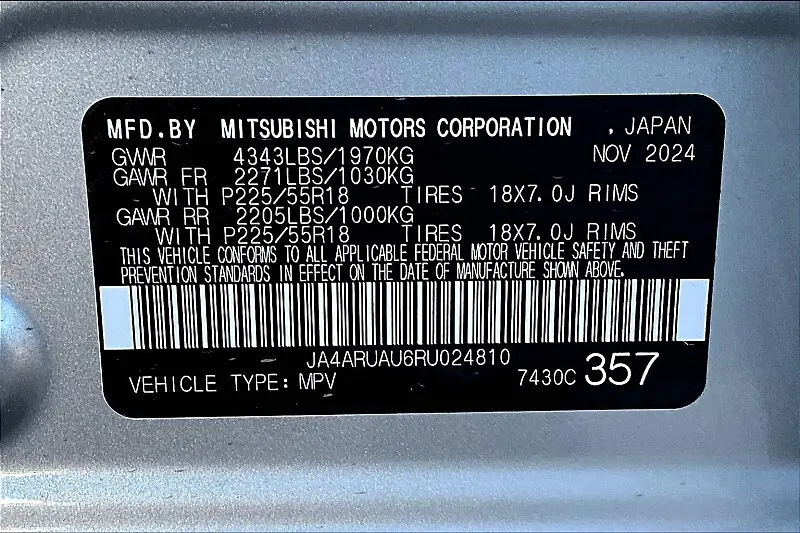 MFD.BY MITSUBISHI MOTORS CORPORATION , JAPAN
GVWR 4343LBS/1970KG NOV 2024
GAWR FR 2271LBS/1030KG
WITH P225/55R18 TIRES 18X7.0J RIMS
GAWR RR 2205LBS/1000KG
WITH P225/55R18 TIRES 18X7.0J RIMS
THIS VEHICLE CONFORMS TO ALL APPLICABLE FEDERAL MOTOR VEHICLE SAFETY AND THEFT
PREVENTION STANDARDS IN EFFECT ON THE DATE OF MANUFACTURE SHOWN ABOVE.
JA4ARUAU6RU024810
VEHICLE TYPE: MPV 7430C 357